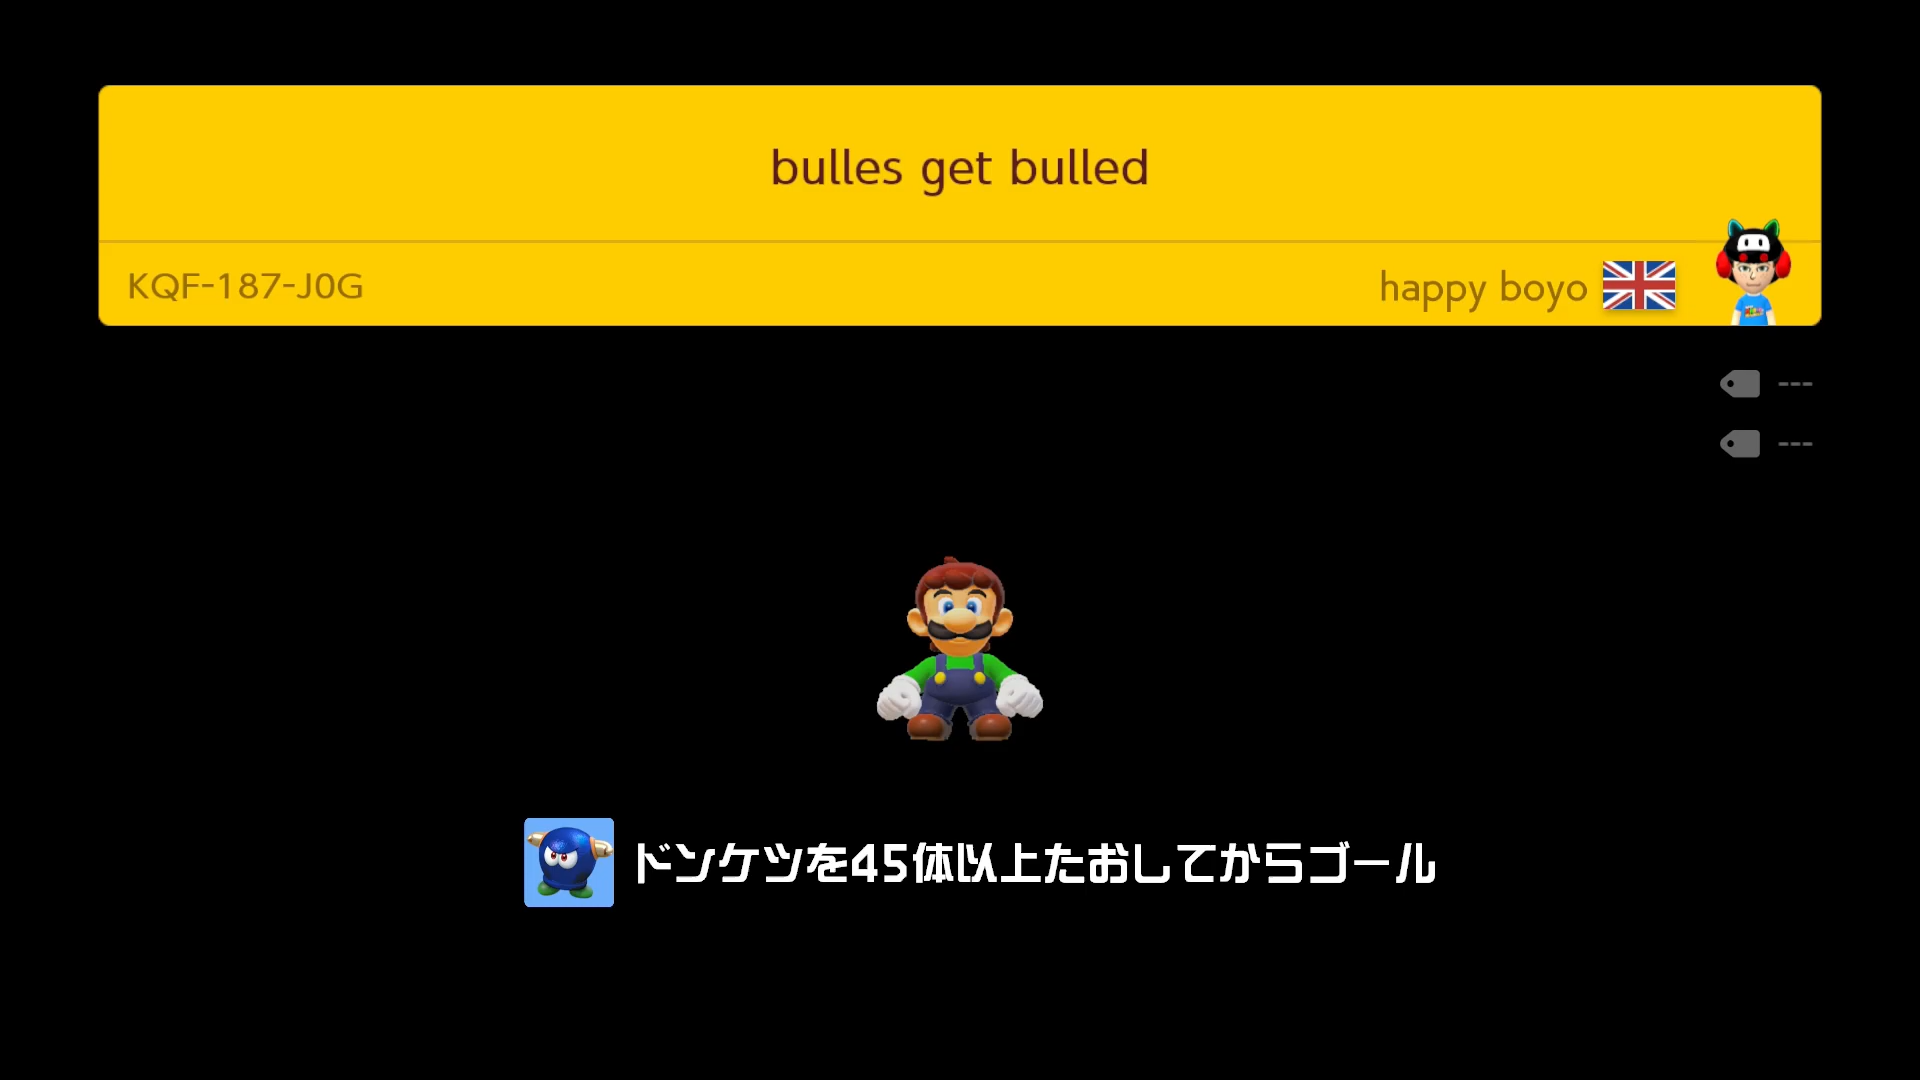 bulles get bulled
KQF-187-J0G
happy boyo
---
---
ドンケツを45体以上たおしてからゴール